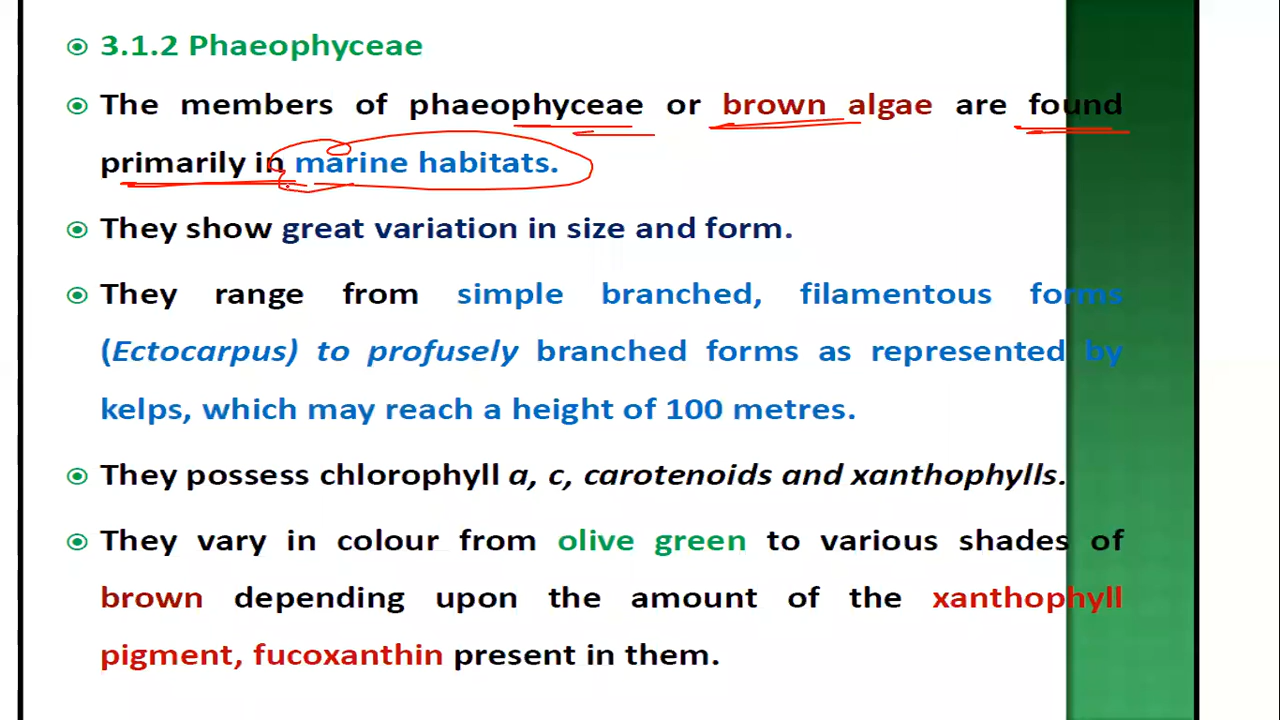 3.1.2 Phaeophyceae
The members of phaeophyceae or brown algae are found
primarily in marine habitats.
They show great variation in size and form.
They range from simple branched, filamentous forms
(Ectocarpus) to profusely branched forms as represented by
kelps, which may reach a height of 100 metres.
They possess chlorophyll a, c, carotenoids and xanthophylls.
They vary in colour from olive green to various shades of
brown depending upon the amount of the xanthophyll
pigment, fucoxanthin present in them.